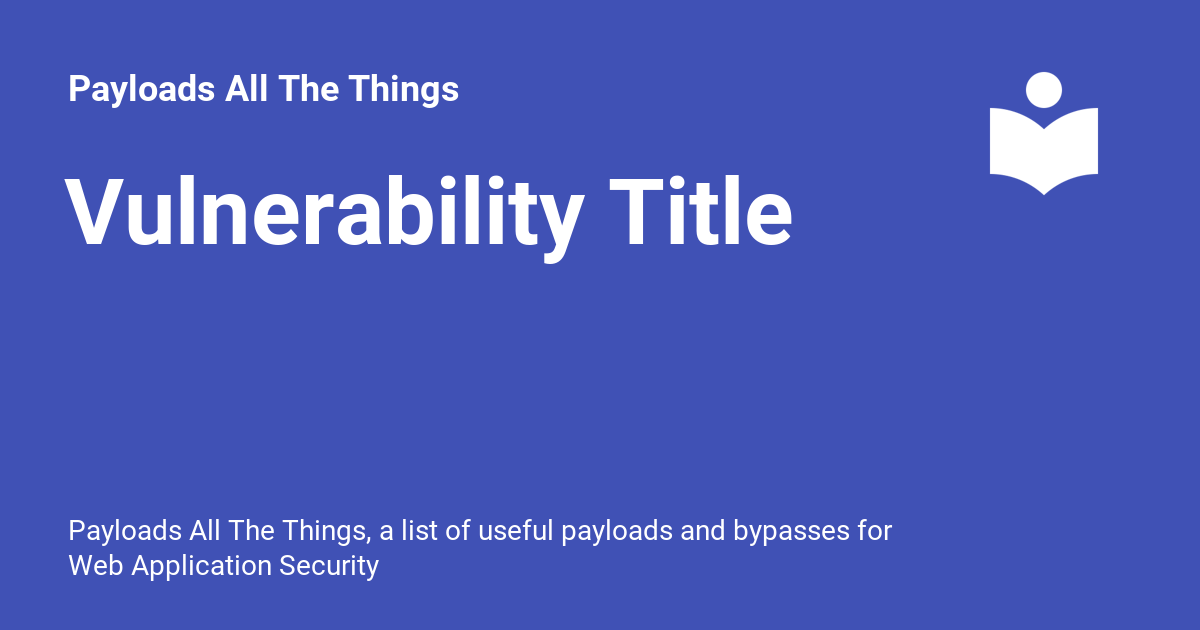 Payloads All The Things
Vulnerability Title
Payloads All The Things, a list of useful payloads and bypasses for
Web Application Security